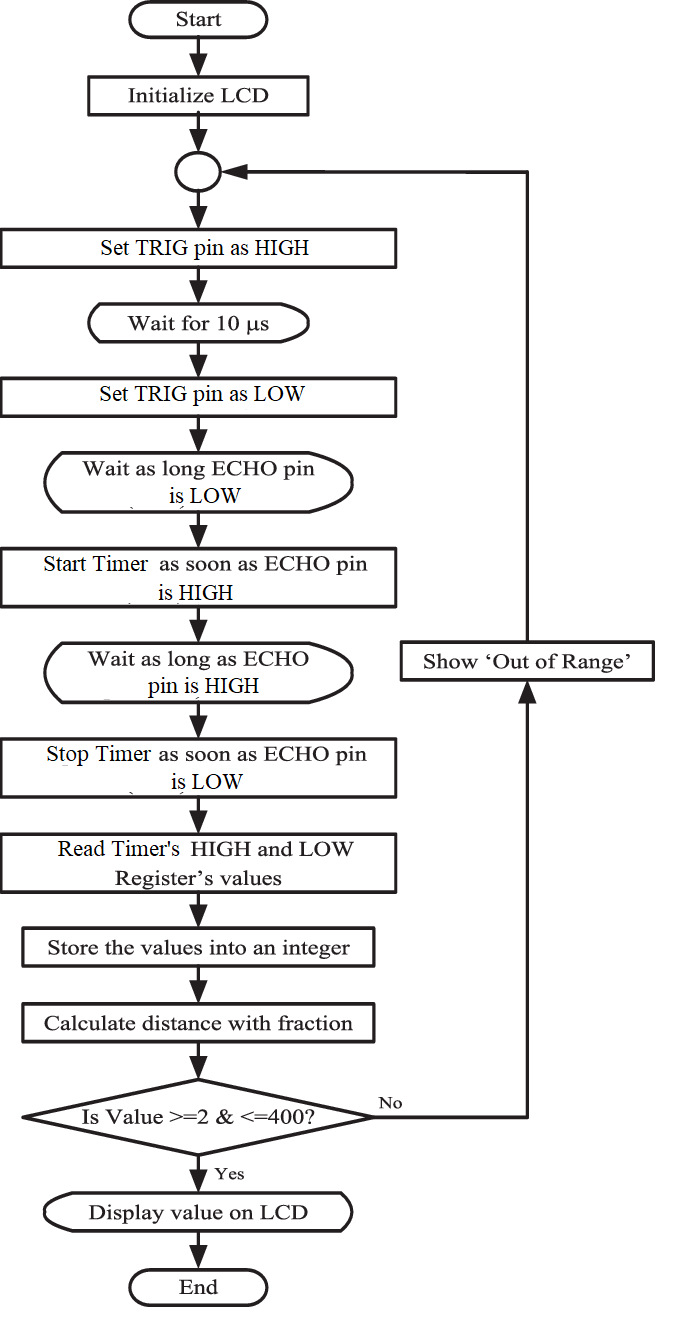 Start
Initialize LCD
Set TRIG pin as HIGH
Wait for 10 µs
Set TRIG pin as LOW
Wait as long ECHO pin
is LOW
Start Timer as soon as ECHO pin
is HIGH
Wait as long as ECHO
pin is HIGH
Show ‘Out of Range’
Stop Timer as soon as ECHO pin
is LOW
Read Timer's HIGH and LOW
Register’s values
Store the values into an integer
Calculate distance with fraction
Is Value >=2 & <=400?
No
Yes
Display value on LCD
End